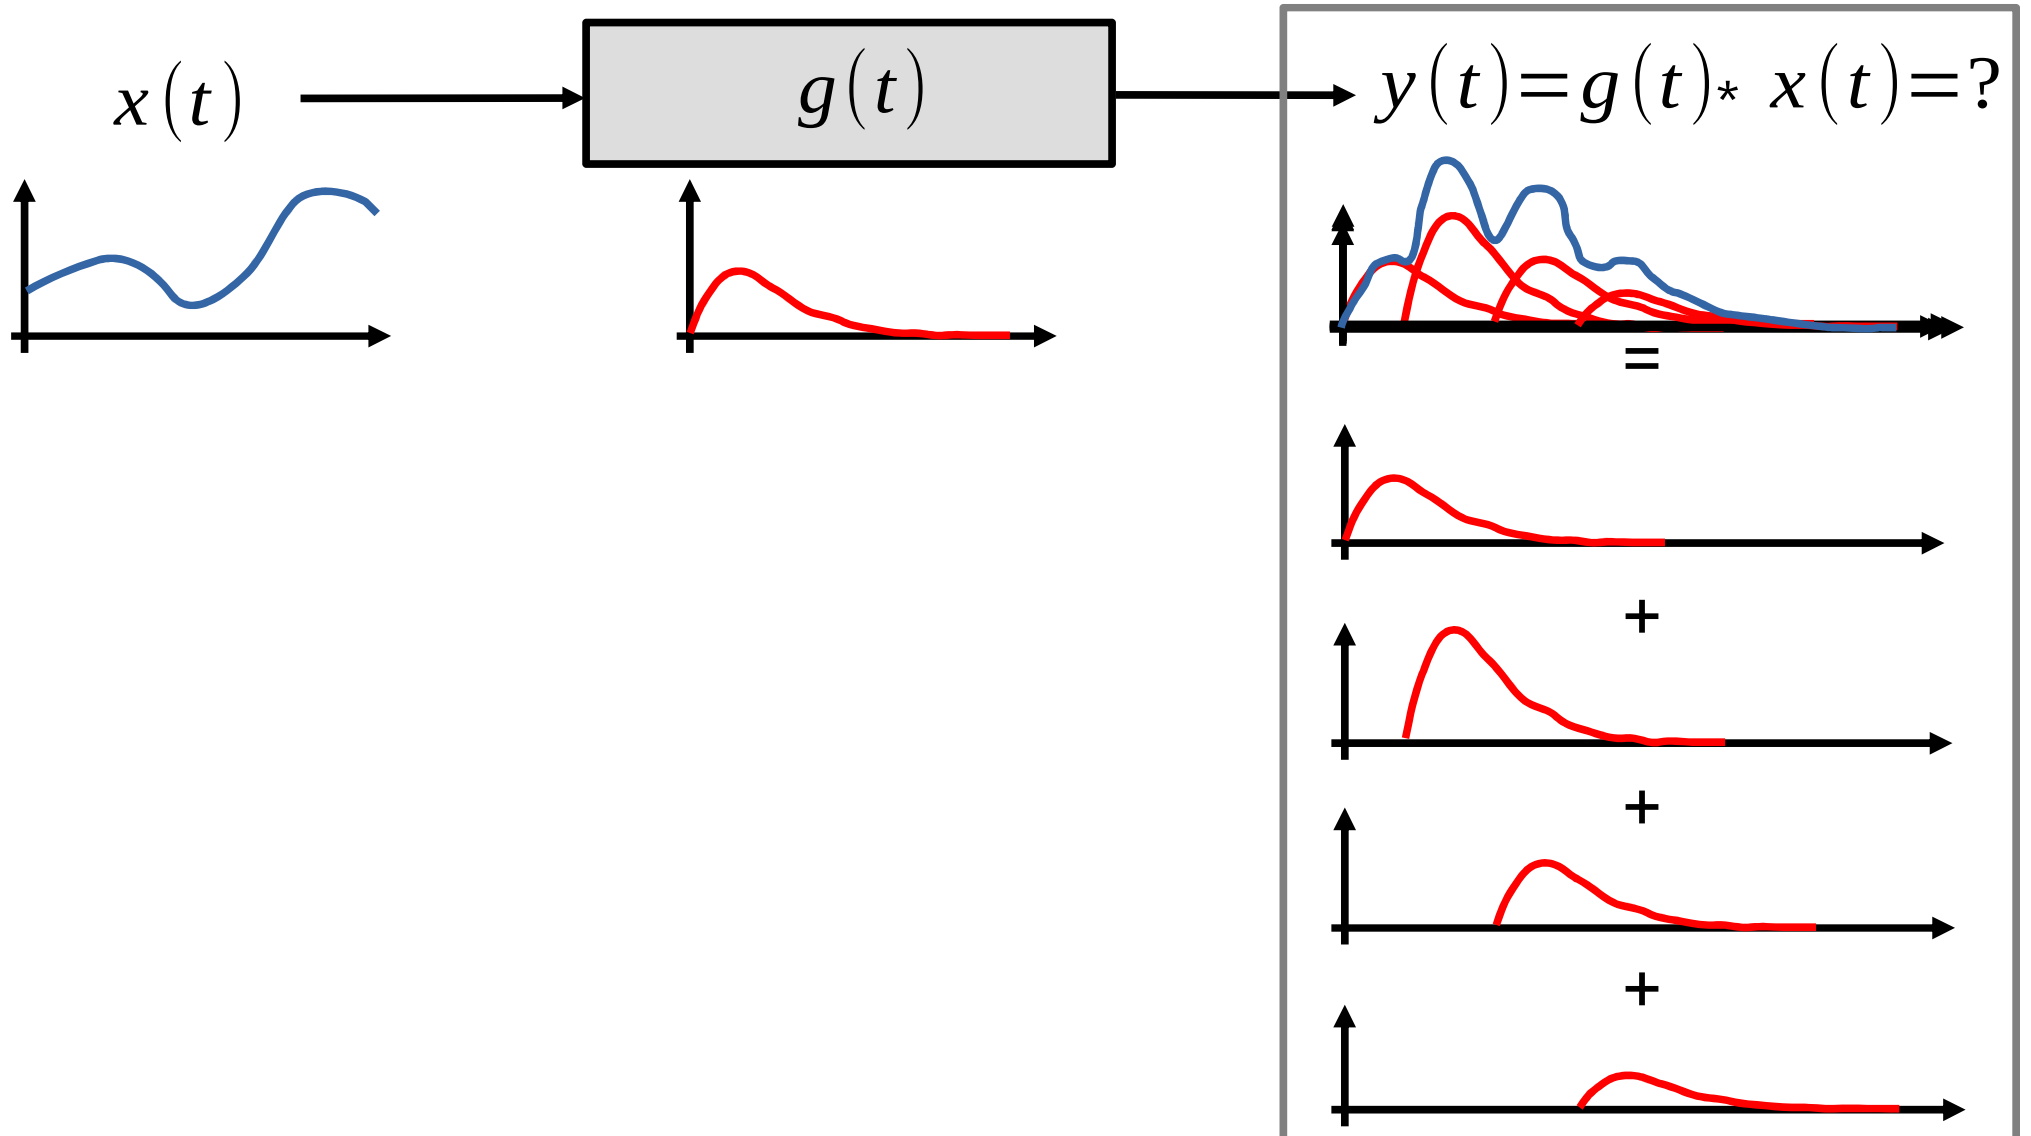 x(t)
g(t)
y(t)=g(t)* x(t)=?
=
+
+
+